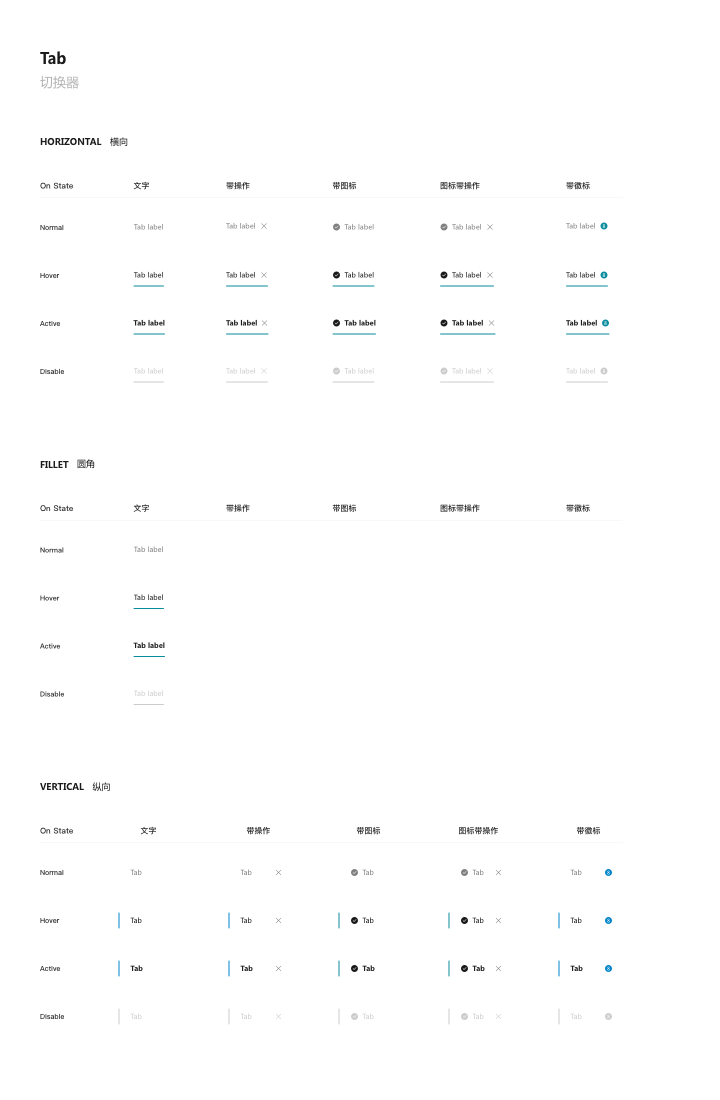 Tab
切换器
HORIZONTAL 横向
On State 文字 带操作 带图标 图标带操作 带徽标
Normal Tab label Tab label Tab label Tab label Tab label
Hover Tab label Tab label Tab label Tab label Tab label
Active Tab label Tab label Tab label Tab label Tab label
Disable Tab label Tab label Tab label Tab label Tab label
FILLET 圆角
On State 文字 带操作 带图标 图标带操作 带徽标
Normal Tab label
Hover Tab label
Active Tab label
Disable Tab label
VERTICAL 纵向
On State 文字 带操作 带图标 图标带操作 带徽标
Normal Tab Tab Tab Tab Tab
Hover Tab Tab Tab Tab Tab
Active Tab Tab Tab Tab Tab
Disable Tab Tab Tab Tab Tab